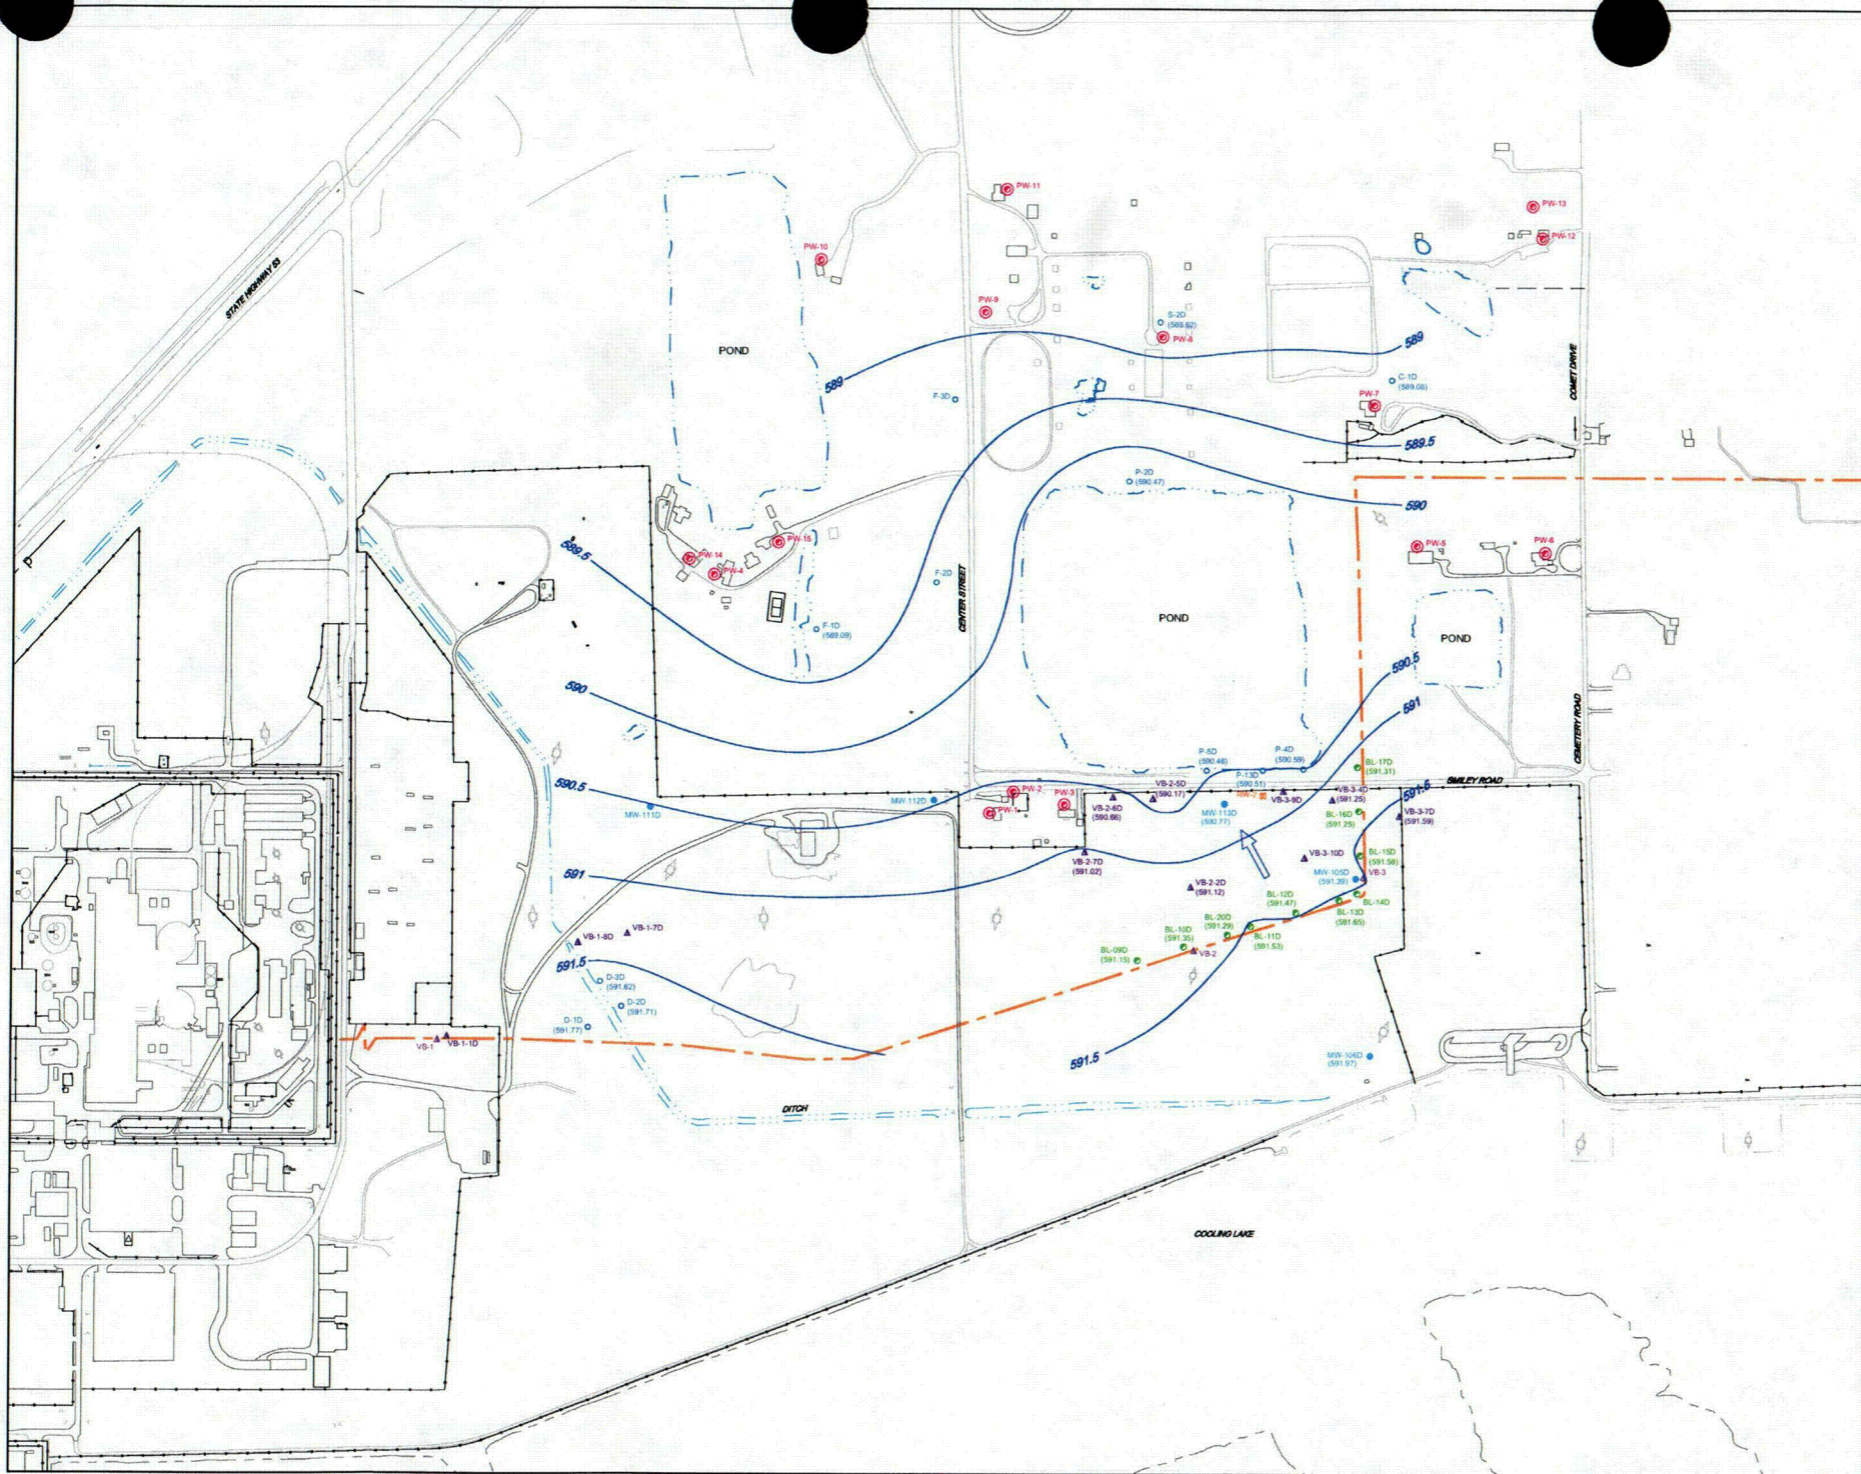 PW-11
PW-13
PW-12
PW-10
STATE HIGHWAY 53
PW-9
S-2D
PW-8
POND
589
589
COMET DRIVE
C-1D
F-3D
PW-7
589.5
P-2D
(590.47)
590
589.5
PW-15
PW-14
PW-4
PW-5
PW-6
F-2D
CENTER STREET
F-1D
(589.09)
POND
POND
590.5
590
591
CEMETERY ROAD
P-5D
(590.46)
P-4D
(590.59)
P-13D
(590.51)
BL-17D
(591.31)
SMILEY ROAD
590.5
MW-111D
MW-112D
PW-2
PW-1
PW-3
VB-2-5D
(590.17)
VB-2-6D
(590.66)
MW-113D
(590.77)
VB-3-9D
VB-3-4D
(591.25)
591.5
VB-3-7D
(591.59)
BL-16D
(591.25)
VB-2-7D
(591.02)
VB-3-10D
BL-15D
(591.58)
591
MW-105D
(591.39)
VB-3
VB-2-2D
(591.12)
BL-12D
(591.47)
BL-14D
BL-13D
(591.65)
BL-20D
(591.29)
BL-10D
(591.35)
BL-11D
(591.53)
BL-09D
(591.15)
VB-2
VB-1-7D
VB-1-8D
591.5
D-3D
(591.62)
D-2D
(591.71)
D-1D
(591.77)
VB-1
VB-1-1D
591.5
MW-106D
(591.97)
DITCH
COOLING LAKE